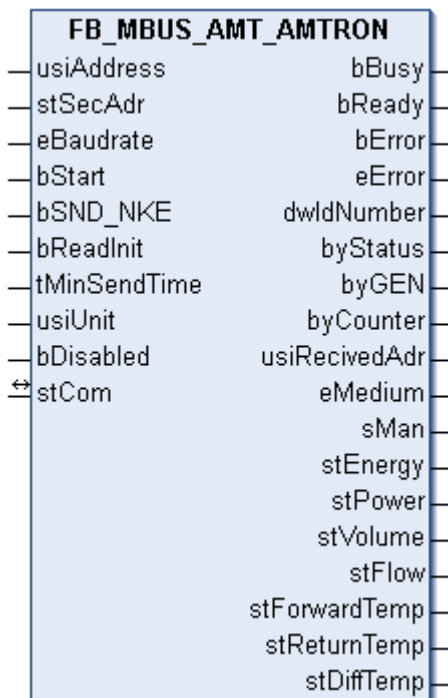 FB_MBUS_AMT_AMTRON
usiAddress bBusy
stSecAdr bReady
eBaudrate bError
bStart eError
bSND_NKE dwIdNumber
bReadInit byStatus
tMinSendTime byGEN
usiUnit byCounter
bDisabled usiRecivedAdr
stCom eMedium
sMan
stEnergy
stPower
stVolume
stFlow
stForwardTemp
stReturnTemp
stDiffTemp